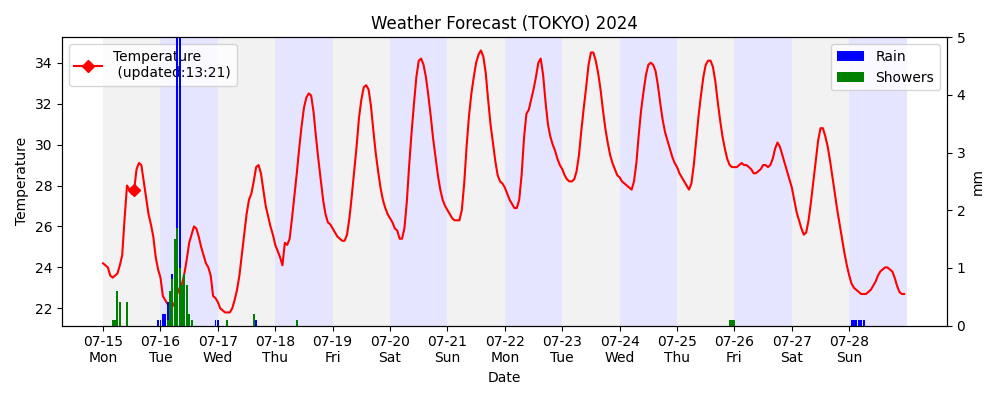 Weather Forecast (TOKYO) 2024
Temperature
(updated:13:21)
Rain
Showers
Temperature
34
32
30
28
26
24
22
5
4
3
2
1
0
mm
07-15 07-16 07-17 07-18 07-19 07-20 07-21 07-22 07-23 07-24 07-25 07-26 07-27 07-28
Mon Tue Wed Thu Fri Sat Sun Mon Tue Wed Thu Fri Sat Sun
Date